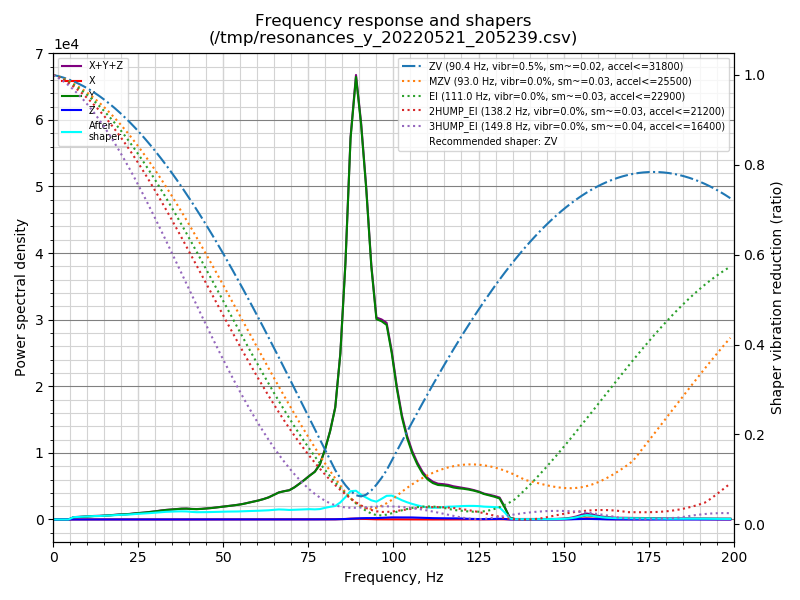 Frequency response and shapers
(/tmp/resonances_y_20220521_205239.csv)
1e4
7
6
5
4
3
2
1
0
Power spectral density
X+Y+Z
X
Y
Z
After
shaper
ZV (90.4 Hz, vibr=0.5%, sm~=0.02, accel<=31800)
MZV (93.0 Hz, vibr=0.0%, sm~=0.03, accel<=25500)
EI (111.0 Hz, vibr=0.0%, sm~=0.03, accel<=22900)
2HUMP_EI (138.2 Hz, vibr=0.0%, sm~=0.03, accel<=21200)
3HUMP_EI (149.8 Hz, vibr=0.0%, sm~=0.04, accel<=16400)
Recommended shaper: ZV
1.0
0.8
0.6
0.4
0.2
0.0
Shaper vibration reduction (ratio)
0 25 50 75 100 125 150 175 200
Frequency, Hz